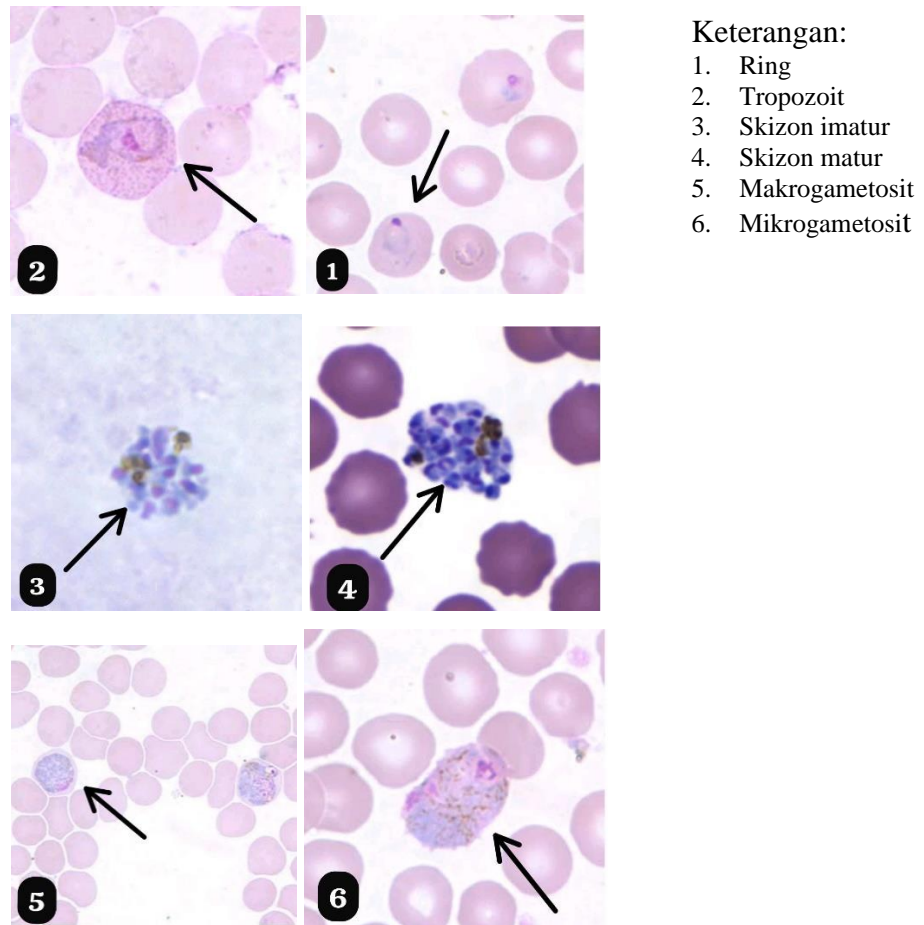 Keterangan:
1. Ring
2. Tropozoit
3. Skizon imatur
4. Skizon matur
5. Makrogametosit
6. Mikrogametosit
2
1
3
4
5
6